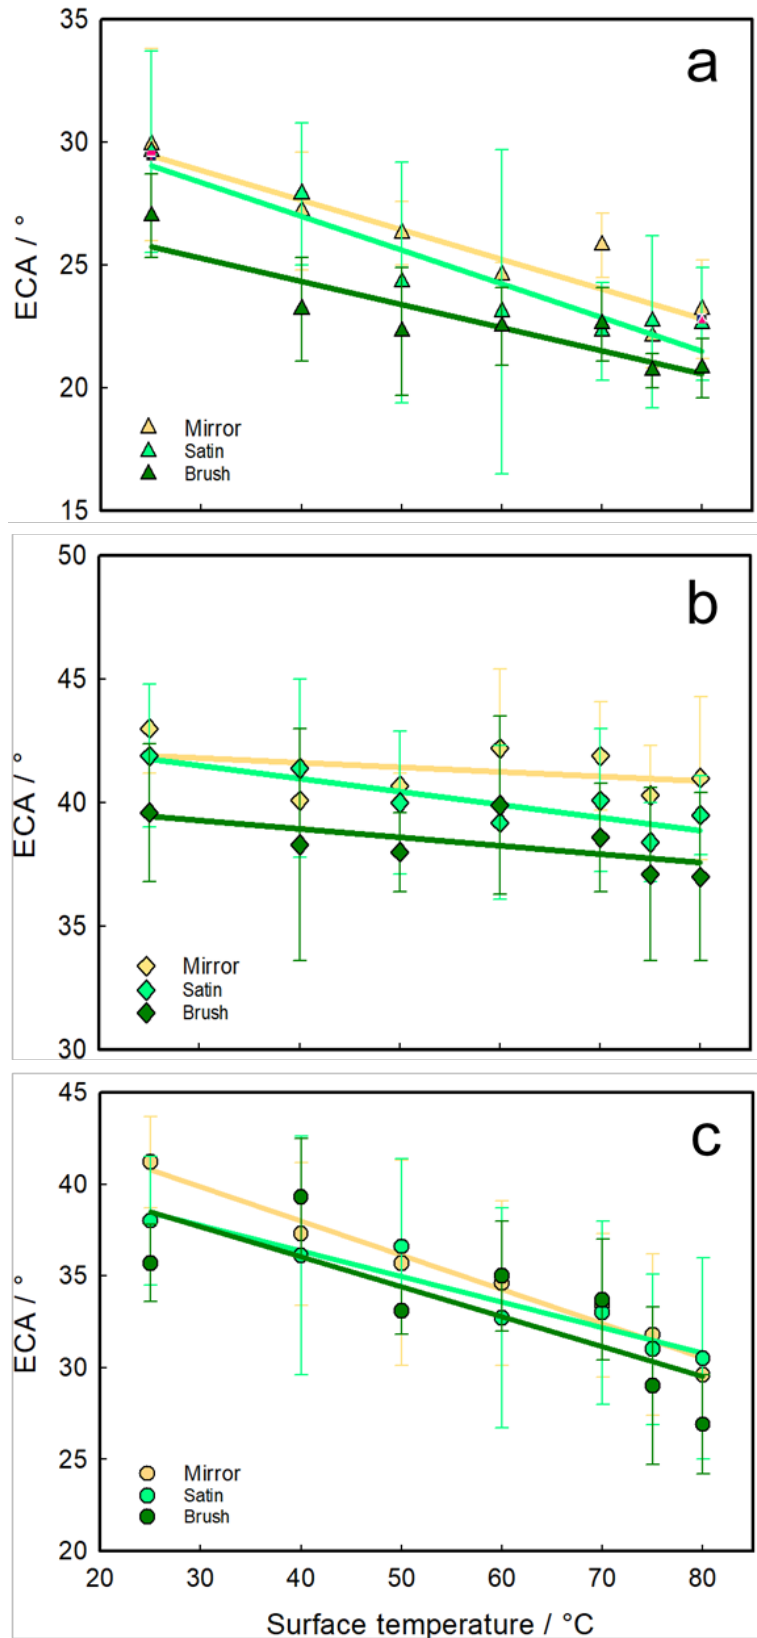 35
a
30
ECA / °
25
20
Mirror
Satin
Brush
15
50
b
45
ECA / °
40
35
Mirror
Satin
Brush
30
45
c
40
35
ECA / °
30
25
Mirror
Satin
Brush
20
20 30 40 50 60 70 80
Surface temperature / °C